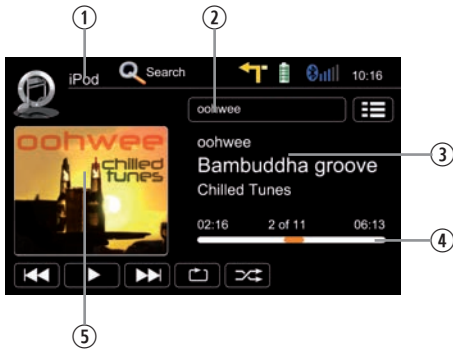 1
2
iPod
Search
10:16
oohwee
oohwee
chilled
tunes
oohwee
Bambuddha groove
Chilled Tunes
02:16 2 of 11 06:13
3
4
5